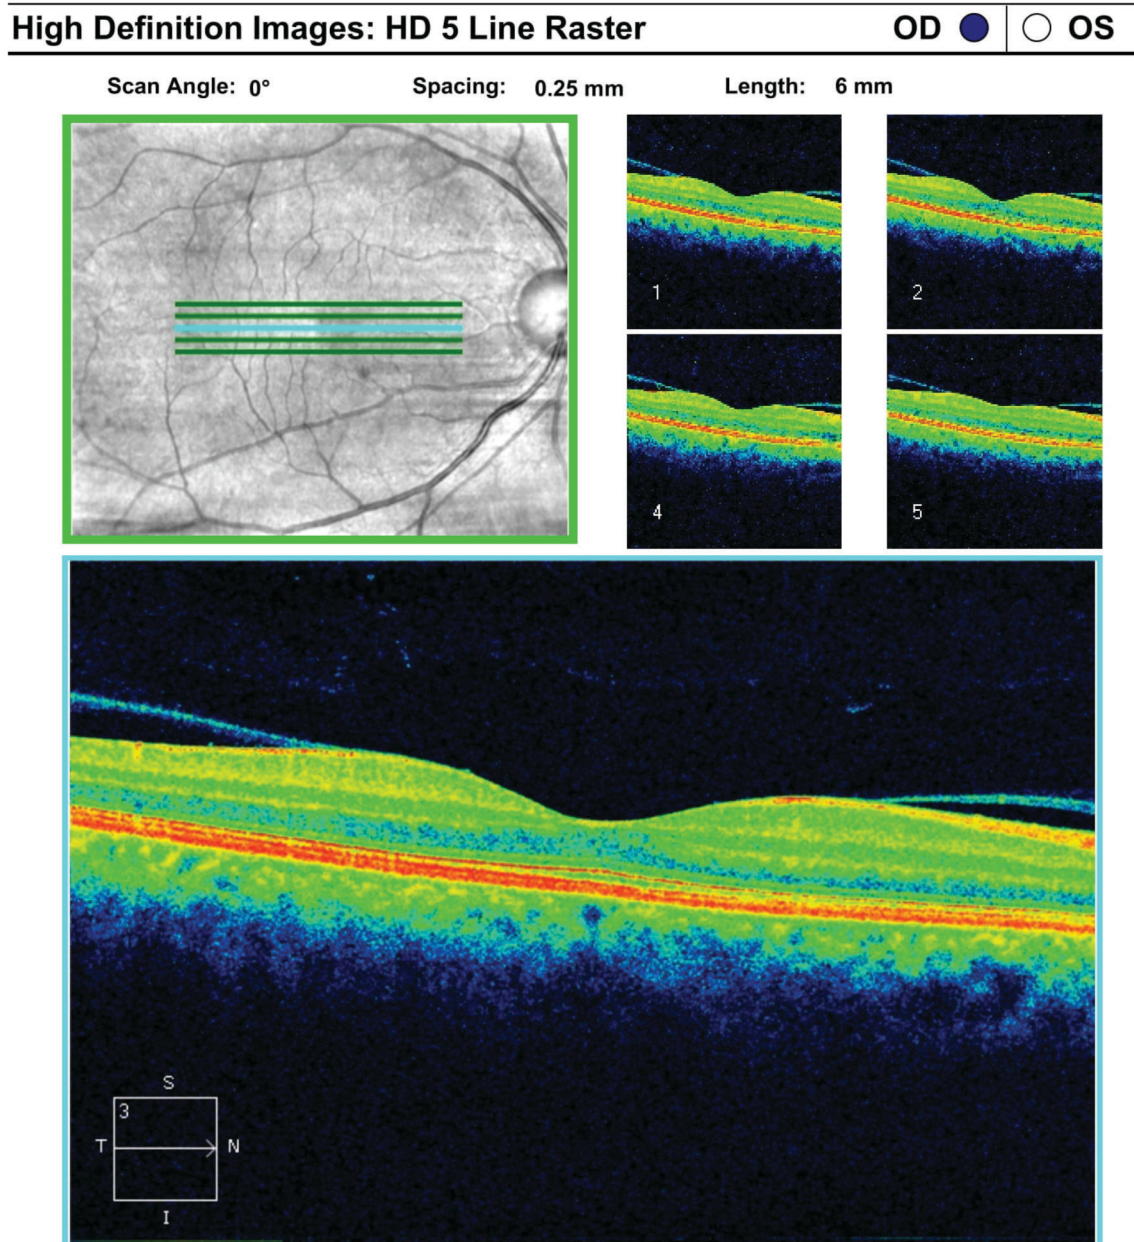 High Definition Images: HD 5 Line Raster OD OS
Scan Angle: 0° Spacing: 0.25 mm Length: 6 mm
1 2
4 5
S
3
T N
I